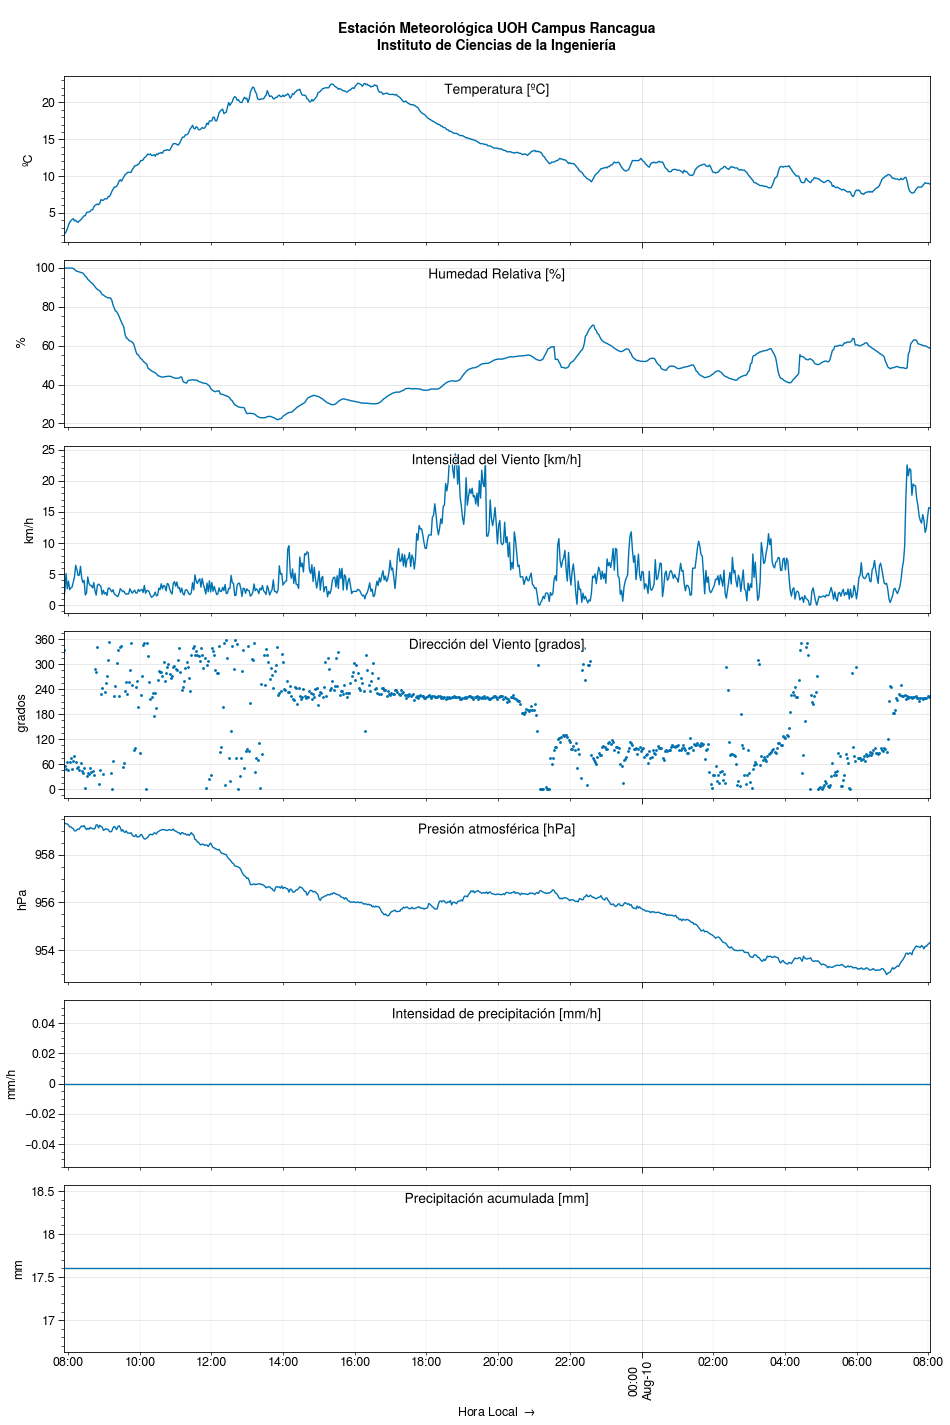 Estación Meteorológica UOH Campus Rancagua
Instituto de Ciencias de la Ingeniería
Temperatura [ºC]
ºC
20
15
10
5
Humedad Relativa [%]
%
100
80
60
40
20
Intensidad del Viento [km/h]
km/h
25
20
15
10
5
0
Dirección del Viento [grados]
grados
360
300
240
180
120
60
0
Presión atmosférica [hPa]
hPa
958
956
954
Intensidad de precipitación [mm/h]
mm/h
0.04
0.02
0
−0.02
−0.04
Precipitación acumulada [mm]
mm
18.5
18
17.5
17
08:00 10:00 12:00 14:00 16:00 18:00 20:00 22:00 00:00 02:00 04:00 06:00 08:00
Aug-10
Hora Local →